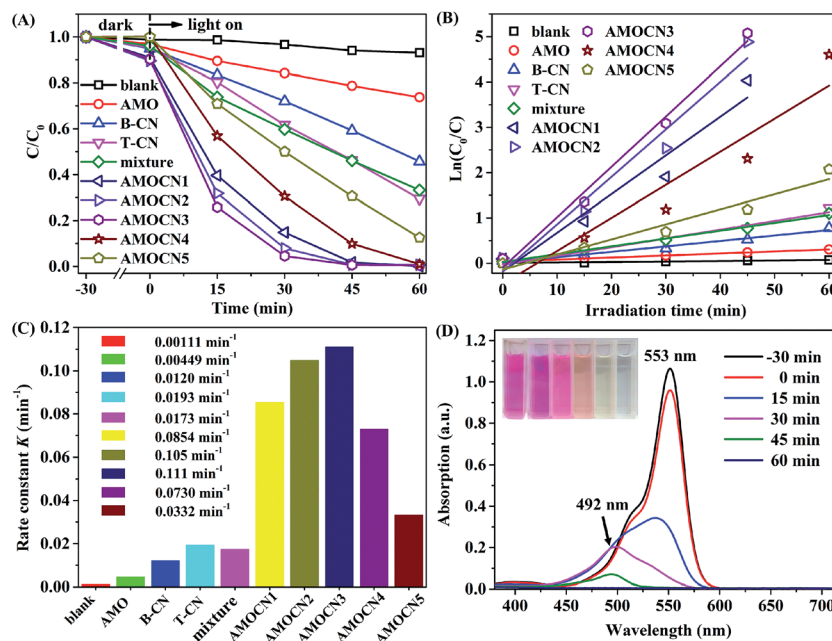 (A)
dark
light on
C/C0
1.0
0.8
0.6
0.4
0.2
0.0
blank
AMO
B-CN
T-CN
mixture
AMOCN1
AMOCN2
AMOCN3
AMOCN4
AMOCN5
-30 0 15 30 45 60
Time (min)
(B)
Ln(C0/C)
5
4
3
2
1
0
blank
AMO
B-CN
T-CN
mixture
AMOCN1
AMOCN2
AMOCN3
AMOCN4
AMOCN5
0 10 20 30 40 50 60
Irradiation time (min)
(C)
Rate constant K (min-1)
0.12
0.10
0.08
0.06
0.04
0.02
0.00
0.00111 min-1
0.00449 min-1
0.0120 min-1
0.0193 min-1
0.0173 min-1
0.0854 min-1
0.105 min-1
0.111 min-1
0.0730 min-1
0.0332 min-1
blank
AMO
B-CN
T-CN
mixture
AMOCN1
AMOCN2
AMOCN3
AMOCN4
AMOCN5
(D)
Absorption (a.u.)
1.2
1.0
0.8
0.6
0.4
0.2
0.0
553 nm
492 nm
-30 min
0 min
15 min
30 min
45 min
60 min
400 450 500 550 600 650 700
Wavelength (nm)